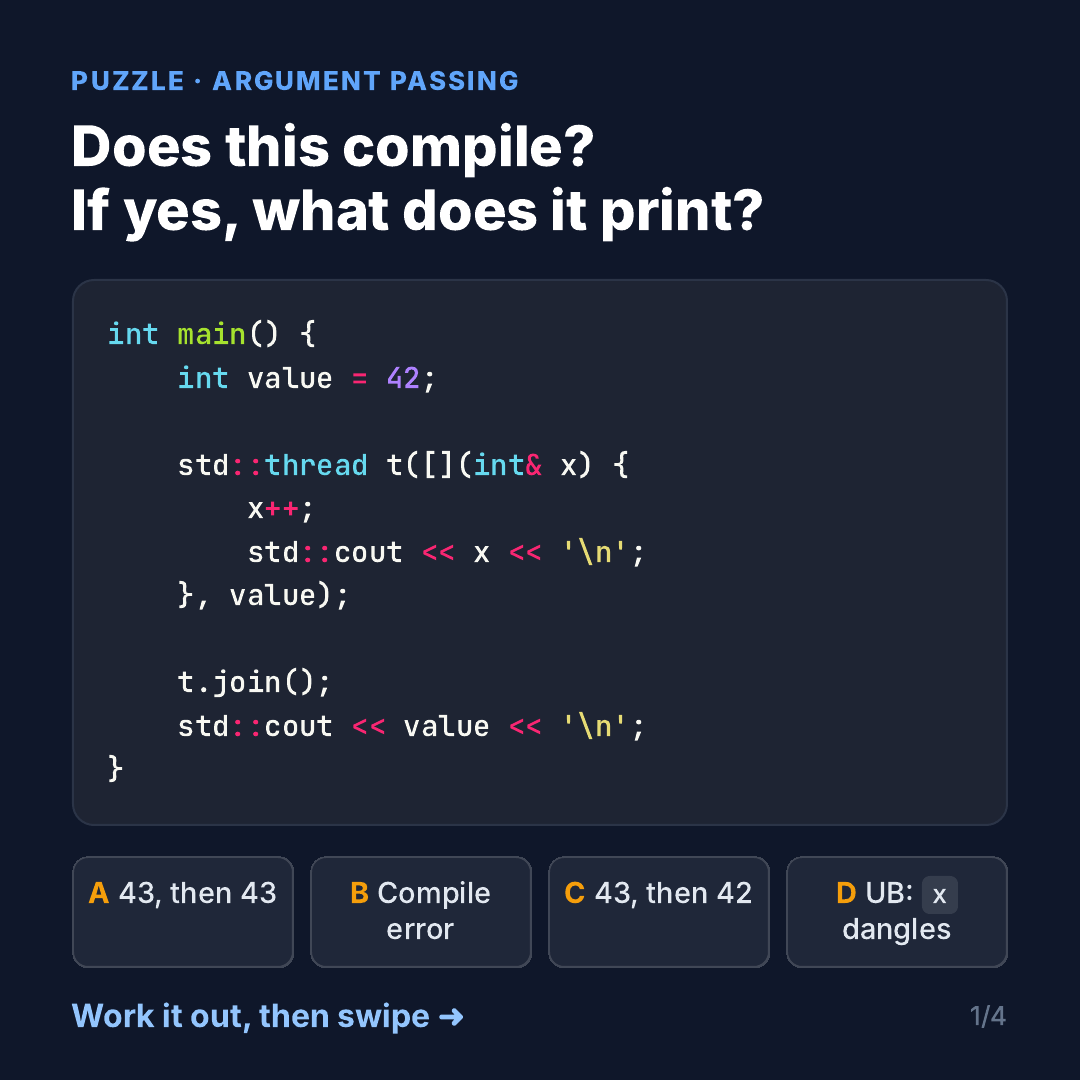 PUZZLE · ARGUMENT PASSING
Does this compile?
If yes, what does it print?
int main() {
    int value = 42;
    std::thread t([](int& x) {
        x++;
        std::cout << x << '\n';
    }, value);
    t.join();
    std::cout << value << '\n';
}
A 43, then 43
B Compile
error
C 43, then 42
D UB: x
dangles
Work it out, then swipe ➜
1/4